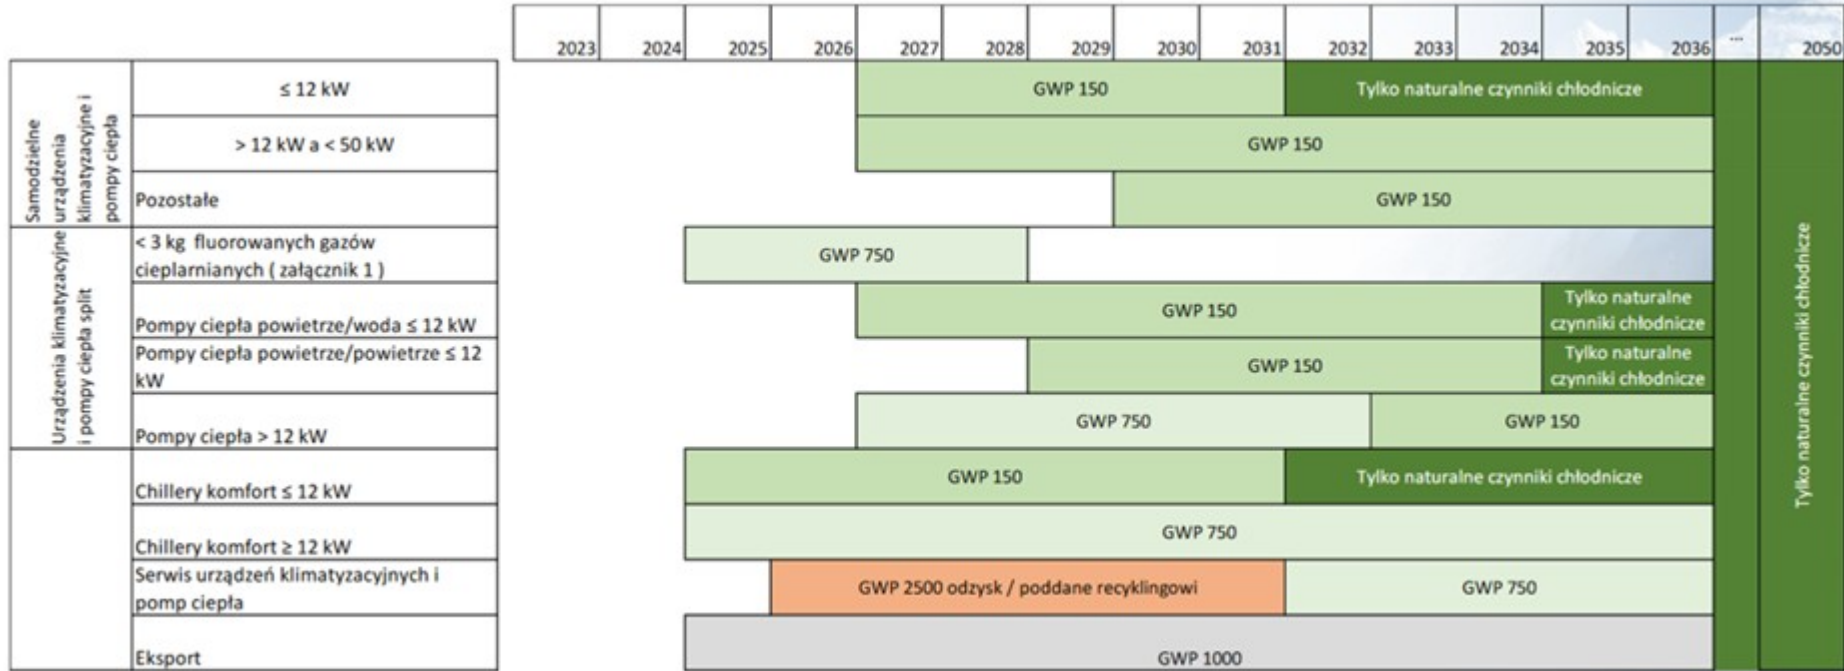 2023 2024 2025 2026 2027 2028 2029 2030 2031 2032 2033 2034 2035 2036 ... 2050
Samodzielne
urządzenia
klimatyzacyjne i
pompy ciepła
≤ 12 kW
GWP 150
Tylko naturalne czynniki chłodnicze
> 12 kW a < 50 kW
GWP 150
Pozostałe
GWP 150
Urządzenia klimatyzacyjne
i pompy ciepła split
< 3 kg fluorowanych gazów
cieplarnianych ( załącznik 1 )
GWP 750
Pompy ciepła powietrze/woda ≤ 12 kW
GWP 150
Tylko naturalne
czynniki chłodnicze
Pompy ciepła powietrze/powietrze ≤ 12
kW
GWP 150
Tylko naturalne
czynniki chłodnicze
Pompy ciepła > 12 kW
GWP 750
GWP 150
Chillery komfort ≤ 12 kW
GWP 150
Tylko naturalne czynniki chłodnicze
Chillery komfort ≥ 12 kW
GWP 750
Serwis urządzeń klimatyzacyjnych i
pomp ciepła
GWP 2500 odzysk / poddane recyklingowi
GWP 750
Eksport
GWP 1000
Tylko naturalne czynniki chłodnicze